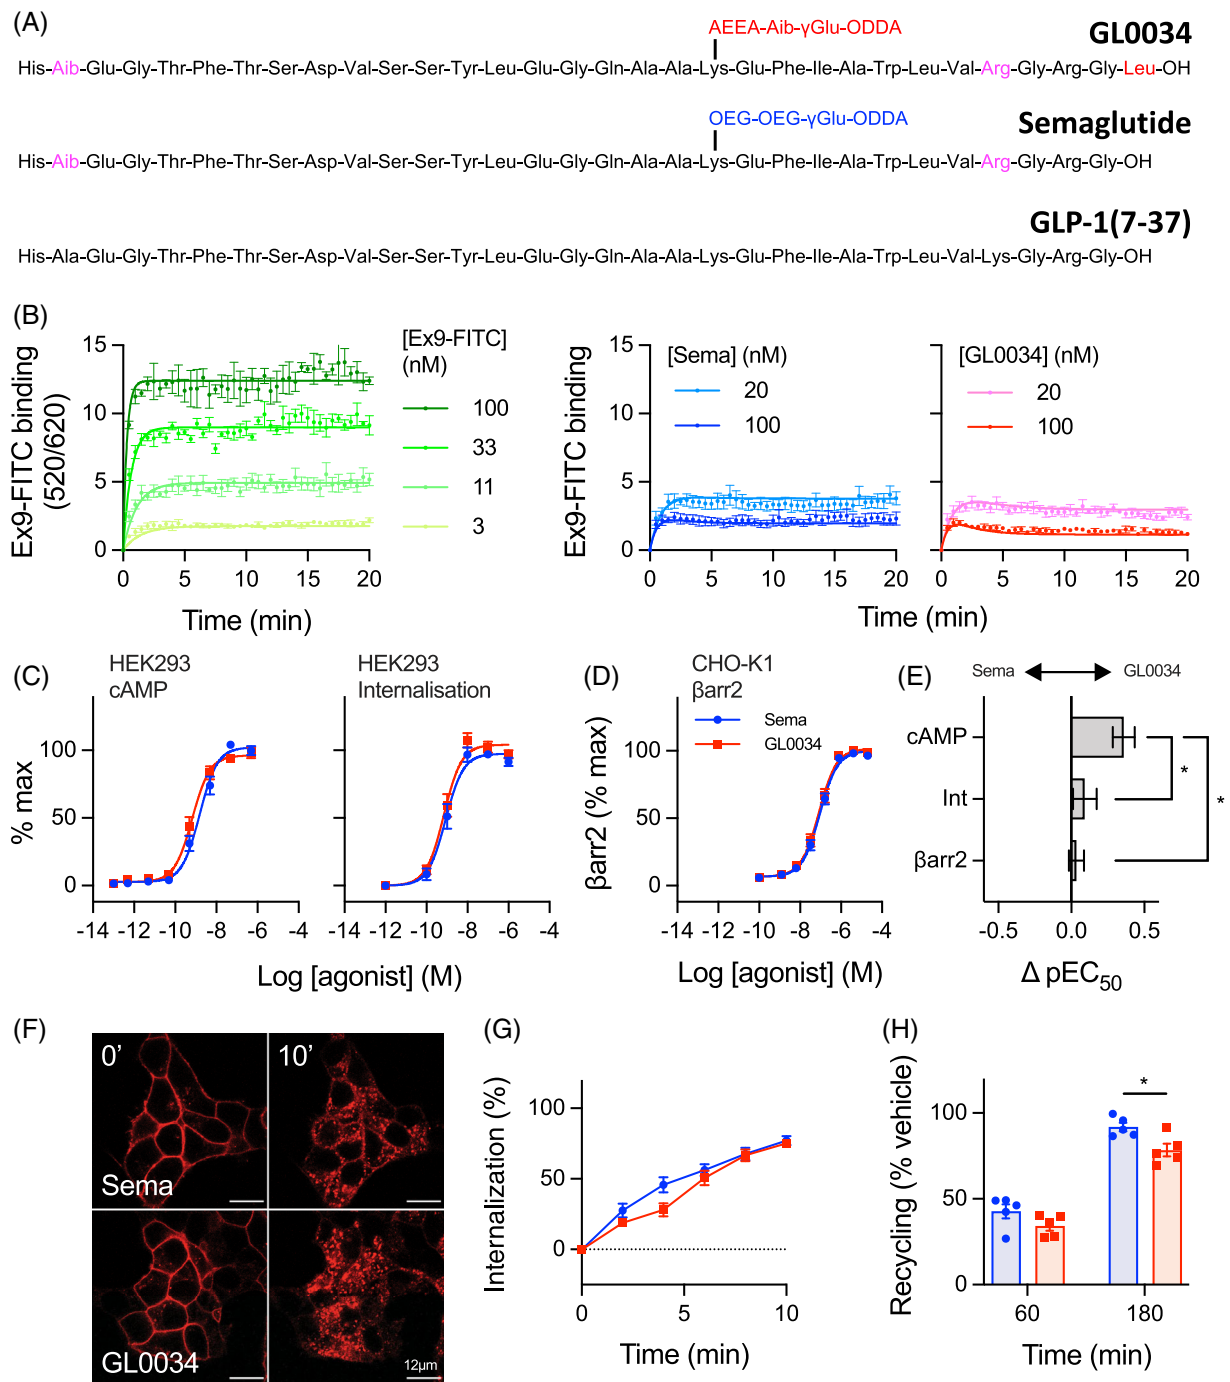 (A)
AEEA-Aib-γGlu-ODDA
GL0034
His-Aib-Glu-Gly-Thr-Phe-Thr-Ser-Asp-Val-Ser-Ser-Tyr-Leu-Glu-Gly-Gln-Ala-Ala-Lys-Glu-Phe-Ile-Ala-Trp-Leu-Val-Arg-Gly-Arg-Gly-Leu-OH
OEG-OEG-γGlu-ODDA
Semaglutide
His-Aib-Glu-Gly-Thr-Phe-Thr-Ser-Asp-Val-Ser-Ser-Tyr-Leu-Glu-Gly-Gln-Ala-Ala-Lys-Glu-Phe-Ile-Ala-Trp-Leu-Val-Arg-Gly-Arg-Gly-OH
GLP-1(7-37)
His-Ala-Glu-Gly-Thr-Phe-Thr-Ser-Asp-Val-Ser-Ser-Tyr-Leu-Glu-Gly-Gln-Ala-Ala-Lys-Glu-Phe-Ile-Ala-Trp-Leu-Val-Lys-Gly-Arg-Gly-OH
(B)
Ex9-FITC binding
(520/620)
15
10
5
0
0 5 10 15 20
Time (min)
[Ex9-FITC]
(nM)
100
33
11
3
Ex9-FITC binding
15
10
5
0
[Sema] (nM)
20
100
0 5 10 15 20
[GL0034] (nM)
20
100
0 5 10 15 20
Time (min)
(C)
HEK293
cAMP
% max
100
50
0
-14 -12 -10 -8 -6 -4
HEK293
Internalisation
-14 -12 -10 -8 -6 -4
Log [agonist] (M)
(D)
CHO-K1
βarr2
Sema
GL0034
βarr2 (% max)
100
50
0
-14 -12 -10 -8 -6 -4
Log [agonist] (M)
(E)
Sema
GL0034
cAMP
Int
βarr2
*
*
-0.5 0.0 0.5
Δ pEC50
(F)
0'
10'
Sema
GL0034
12μm
(G)
Internalization (%)
100
50
0
0 5 10
Time (min)
(H)
Recycling (% vehicle)
100
50
0
*
60 180
Time (min)